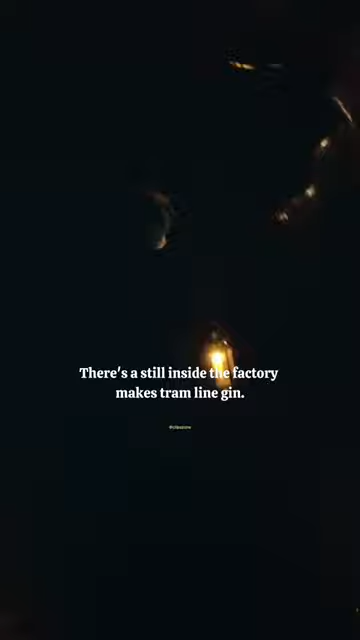 There's a still inside the factory
makes tram line gin.